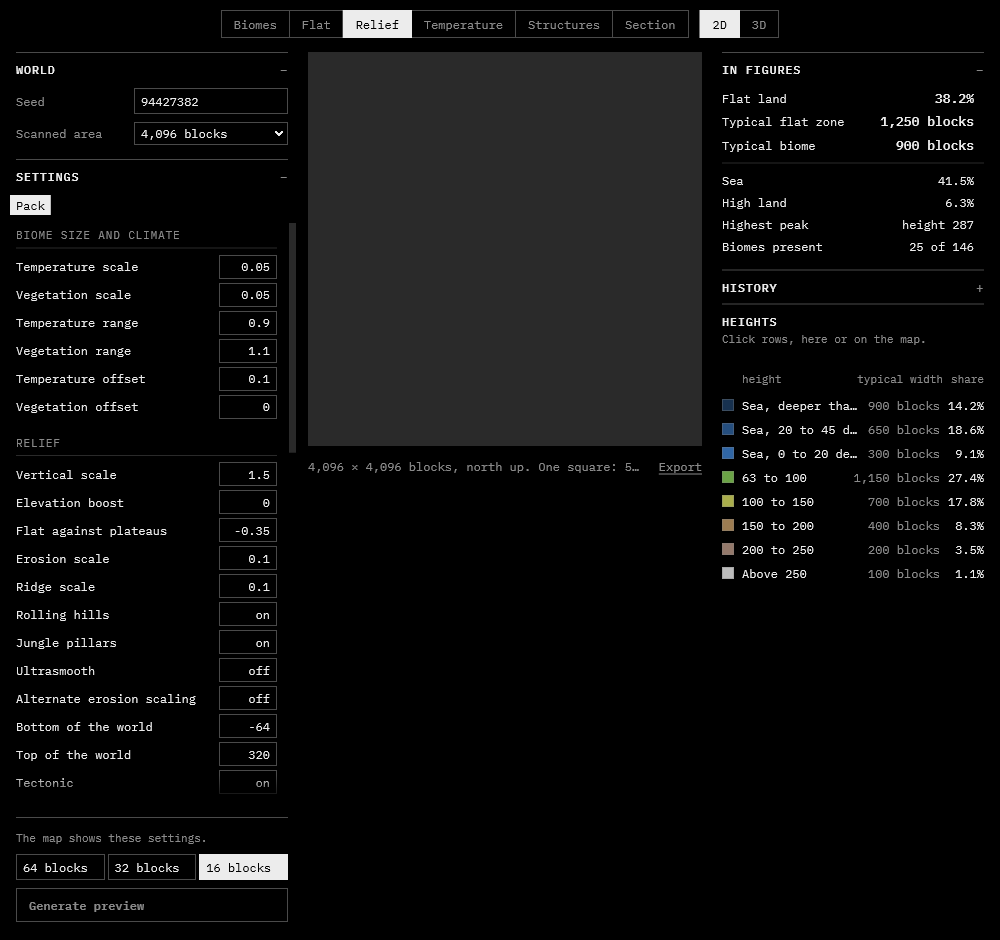 Biomes Flat Relief Temperature Structures Section 2D 3D
WORLD −
Seed 94427382
Scanned area 4,096 blocks
SETTINGS −
Pack
BIOME SIZE AND CLIMATE
Temperature scale 0.05
Vegetation scale 0.05
Temperature range 0.9
Vegetation range 1.1
Temperature offset 0.1
Vegetation offset 0
RELIEF
Vertical scale 1.5
Elevation boost 0
Flat against plateaus -0.35
Erosion scale 0.1
Ridge scale 0.1
Rolling hills on
Jungle pillars on
Ultrasmooth off
Alternate erosion scaling off
Bottom of the world -64
Top of the world 320
Tectonic on
The map shows these settings.
64 blocks 32 blocks 16 blocks
Generate preview
4,096 × 4,096 blocks, north up. One square: 5… Export
IN FIGURES −
Flat land 38.2%
Typical flat zone 1,250 blocks
Typical biome 900 blocks
Sea 41.5%
High land 6.3%
Highest peak height 287
Biomes present 25 of 146
HISTORY +
HEIGHTS
Click rows, here or on the map.
height typical width share
Sea, deeper tha… 900 blocks 14.2%
Sea, 20 to 45 d… 650 blocks 18.6%
Sea, 0 to 20 de… 300 blocks 9.1%
63 to 100 1,150 blocks 27.4%
100 to 150 700 blocks 17.8%
150 to 200 400 blocks 8.3%
200 to 250 200 blocks 3.5%
Above 250 100 blocks 1.1%